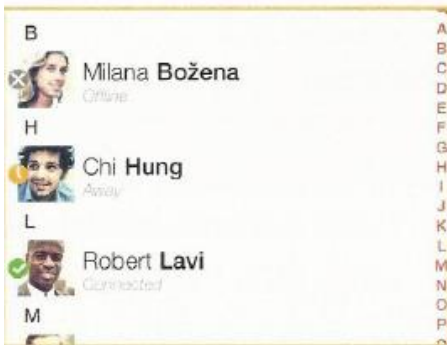 B
Milana Božena
Offline
H
Chi Hung
Away
L
Robert Lavi
Connected
M
A
B
C
D
E
F
G
H
I
J
K
L
M
N
O
P